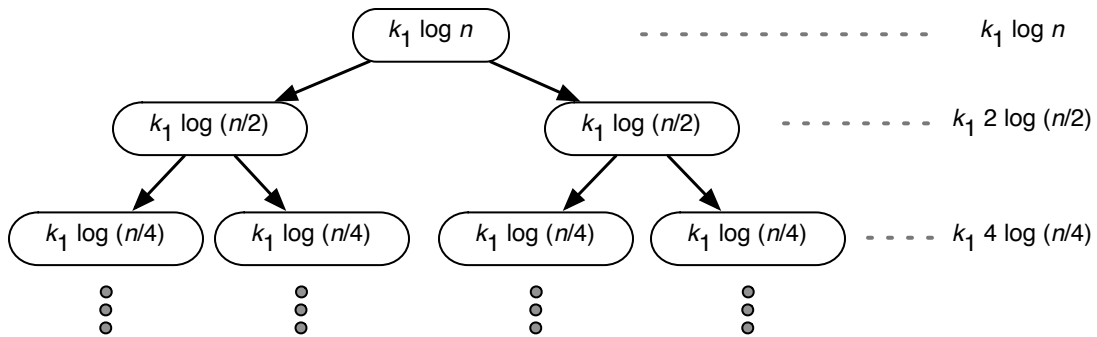 k₁ log n k₁ log n
k₁ log (n/2) k₁ log (n/2) k₁ 2 log (n/2)
k₁ log (n/4) k₁ log (n/4) k₁ log (n/4) k₁ log (n/4) k₁ 4 log (n/4)